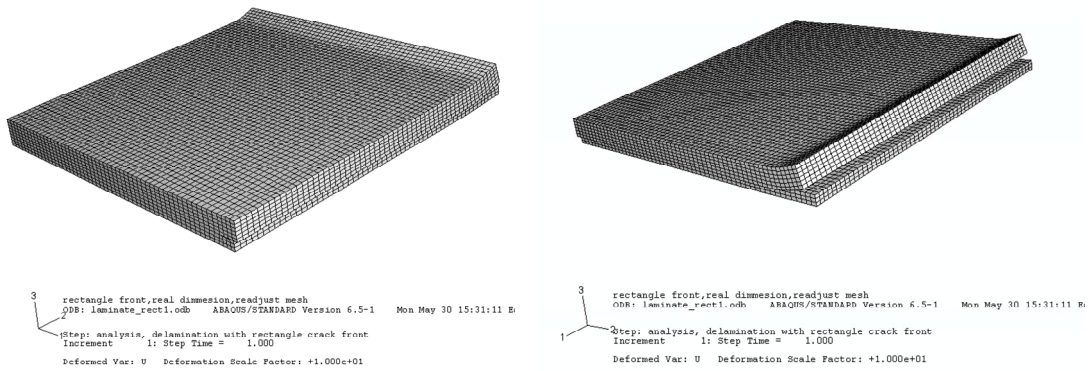 3
2
1
rectangle front,real dimmesion,readjust mesh
ODB: laminate_rect1.odb ABAQUS/STANDARD Version 6.5-1 Mon May 30 15:31:11
Step: analysis, delamination with rectangle crack front
Increment 1: Step Time = 1.000
Deformed Var: U Deformation Scale Factor: +1.000e+01
3
2
1
rectangle front,real dimmesion,readjust mesh
ODB: laminate_rect1.odb ABAQUS/STANDARD Version 6.5-1 Mon May 30 15:31:11
Step: analysis, delamination with rectangle crack front
Increment 1: Step Time = 1.000
Deformed Var: U Deformation Scale Factor: +1.000e+01